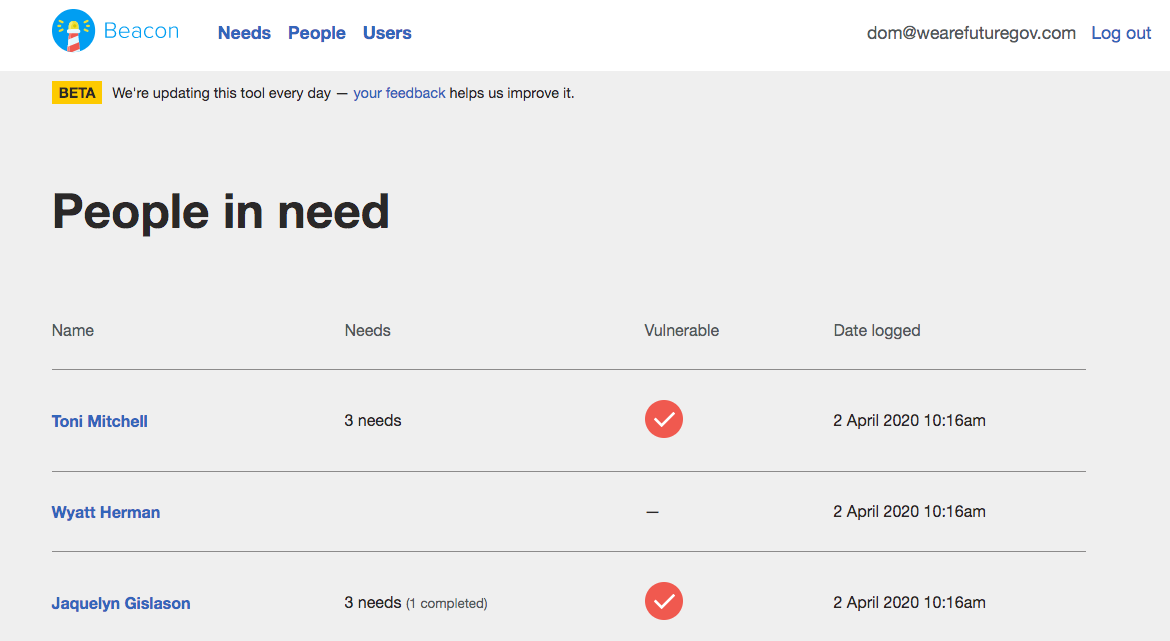 Beacon Needs People Users dom@wearefuturegov.com Log out
BETA We're updating this tool every day — your feedback helps us improve it.
People in need
Name Needs Vulnerable Date logged
Toni Mitchell 3 needs 2 April 2020 10:16am
Wyatt Herman — 2 April 2020 10:16am
Jaquelyn Gislason 3 needs (1 completed) 2 April 2020 10:16am